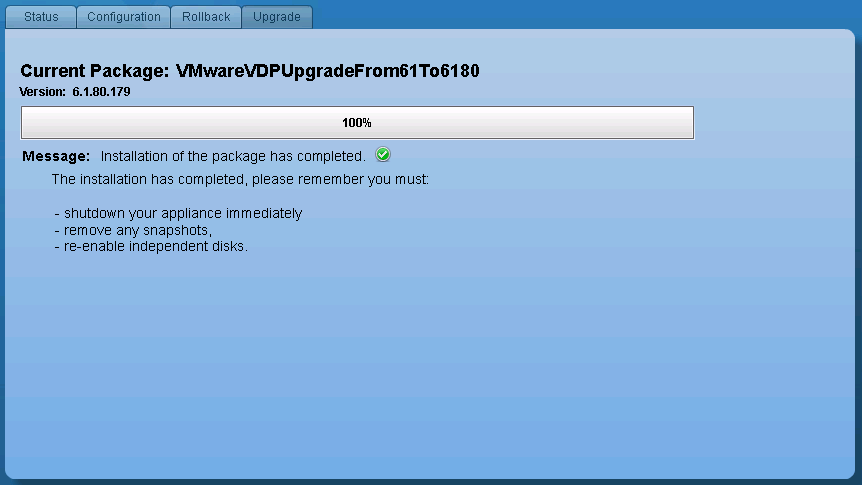 Status Configuration Rollback Upgrade
Current Package: VMwareVDPUpgradeFrom61To6180
Version: 6.1.80.179
100%
Message: Installation of the package has completed.
The installation has completed, please remember you must:
- shutdown your appliance immediately
- remove any snapshots,
- re-enable independent disks.